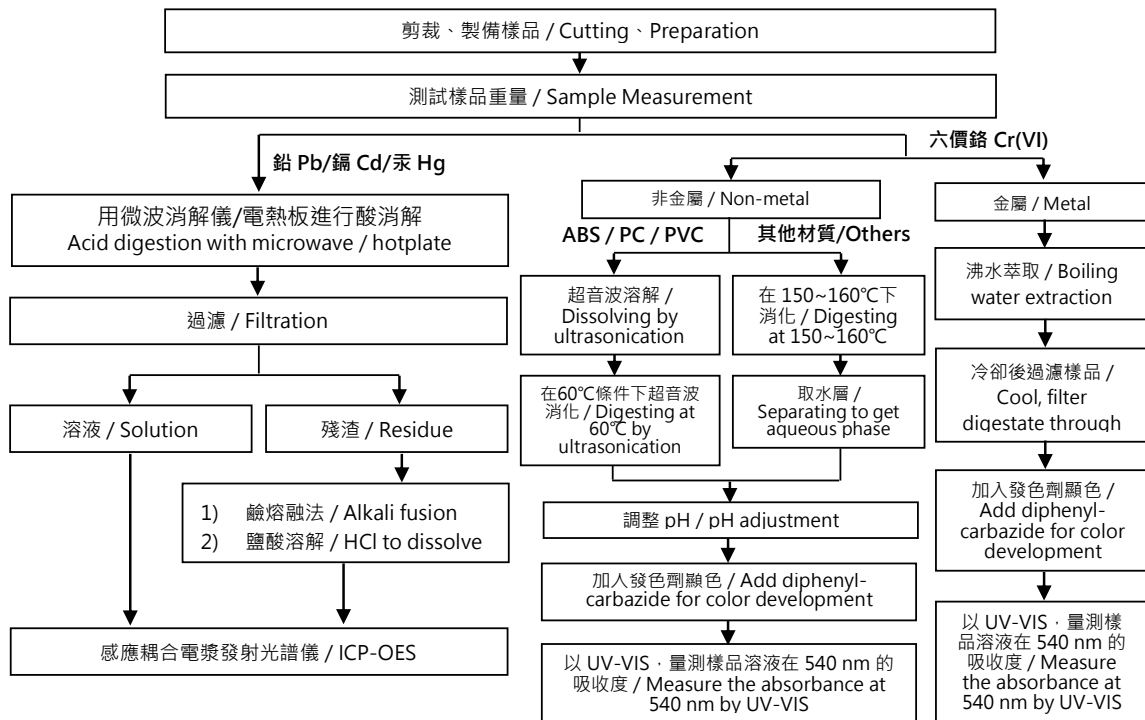 剪裁、製備樣品 / Cutting、Preparation
測試樣品重量 / Sample Measurement
鉛 Pb/鎘 Cd/汞 Hg
六價鉻 Cr(VI)
用微波消解儀/電熱板進行酸消解
Acid digestion with microwave / hotplate
過濾 / Filtration
溶液 / Solution
殘渣 / Residue
1) 鹼熔融法 / Alkali fusion
2) 鹽酸溶解 / HCl to dissolve
感應耦合電漿發射光譜儀 / ICP-OES
非金屬 / Non-metal
ABS / PC / PVC
其他材質/Others
超音波溶解 /
Dissolving by
ultrasonication
在60℃條件下超音波
消化 / Digesting at
60℃ by
ultrasonication
在 150~160℃下
消化 / Digesting
at 150~160℃
取水層 /
Separating to get
aqueous phase
調整 pH / pH adjustment
加入發色劑顯色 / Add diphenyl-
carbazide for color development
以 UV-VIS，量測樣品溶液在 540 nm 的
吸收度 / Measure the absorbance at
540 nm by UV-VIS
金屬 / Metal
沸水萃取 / Boiling
water extraction
冷卻後過濾樣品 /
Cool, filter
digestate through
加入發色劑顯色 /
Add diphenyl-
carbazide for color
development
以 UV-VIS，量測樣
品溶液在 540 nm 的
吸收度 / Measure
the absorbance at
540 nm by UV-VIS